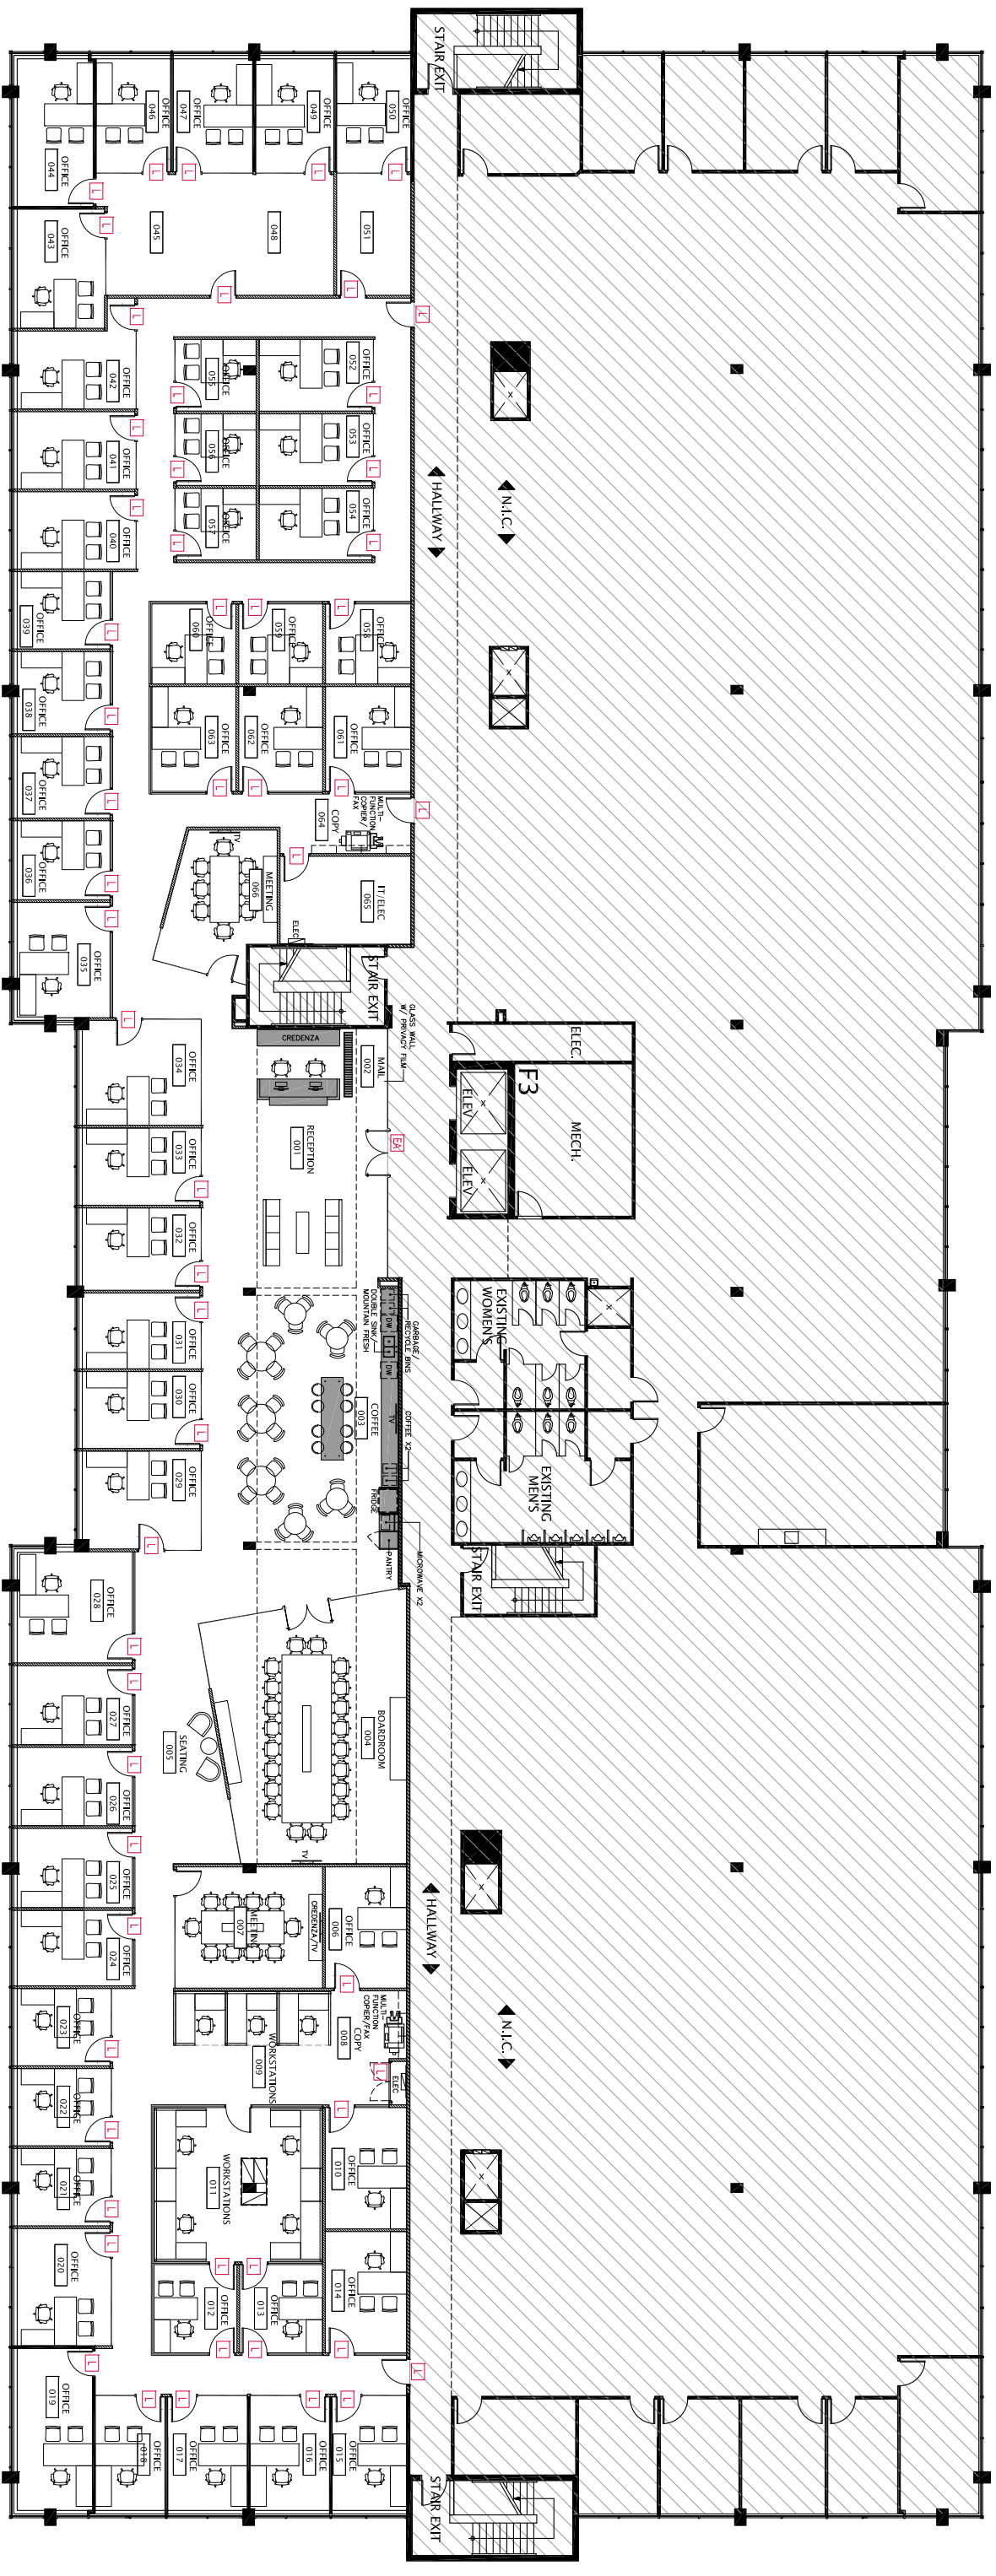 STAIR EXIT
OFFICE
046
OFFICE
047
OFFICE
049
OFFICE
050
OFFICE
044
L
L
L
L
L
L
OFFICE
043
045
048
051
L
L
L
L
OFFICE
042
OFFICE
055
OFFICE
052
L
L
L
OFFICE
041
OFFICE
056
OFFICE
053
L
L
HALLWAY
N.I.C.
OFFICE
040
OFFICE
057
OFFICE
054
L
L
L
OFFICE
039
L
L
L
L
OFFICE
060
OFFICE
059
OFFICE
058
OFFICE
038
L
OFFICE
063
OFFICE
062
OFFICE
061
OFFICE
037
L
L
L
L
L
MULTI-
FUNCTION
COPIER/
FAX
COPY
064
L
OFFICE
036
L
TV
MEETING
066
IT/ELEC
065
ELEC
OFFICE
035
L
STAIR EXIT
GLASS WALL
W/ PRIVACY FILM
L
OFFICE
034
CREDENZA
MAIL
002
ELEC.
F3
MECH.
ELEV
ELEV
RECEPTION
001
EA
OFFICE
033
L
OFFICE
032
L
L
OFFICE
031
DOUBLE SINK
MOUNTAIN FRESH
DW
DW
GARBAGE/
RECYCLE BINS
EXISTING
WOMEN'S
OFFICE
030
L
COFFEE
003
TV
COFFEE X2
OFFICE
029
L
FRIDGE
PANTRY
MICROWAVE X2
EXISTING
MEN'S
STAIR EXIT
OFFICE
028
L
L
OFFICE
027
SEATING
005
BOARDROOM
004
L
OFFICE
026
L
OFFICE
025
TV
L
OFFICE
024
MEETING
007
CREDENZA/TV
OFFICE
006
HALLWAY
N.I.C.
L
OFFICE
023
L
WORKSTATIONS
009
COPY
008
MULTI-
FUNCTION
COPIER/FAX
L
ELEC
OFFICE
022
L
L
OFFICE
021
L
WORKSTATIONS
011
OFFICE
010
L
OFFICE
020
L
L
OFFICE
012
OFFICE
013
OFFICE
014
L
L
L
L
L
OFFICE
019
L
L
L
L
OFFICE
018
OFFICE
017
OFFICE
016
OFFICE
015
STAIR EXIT